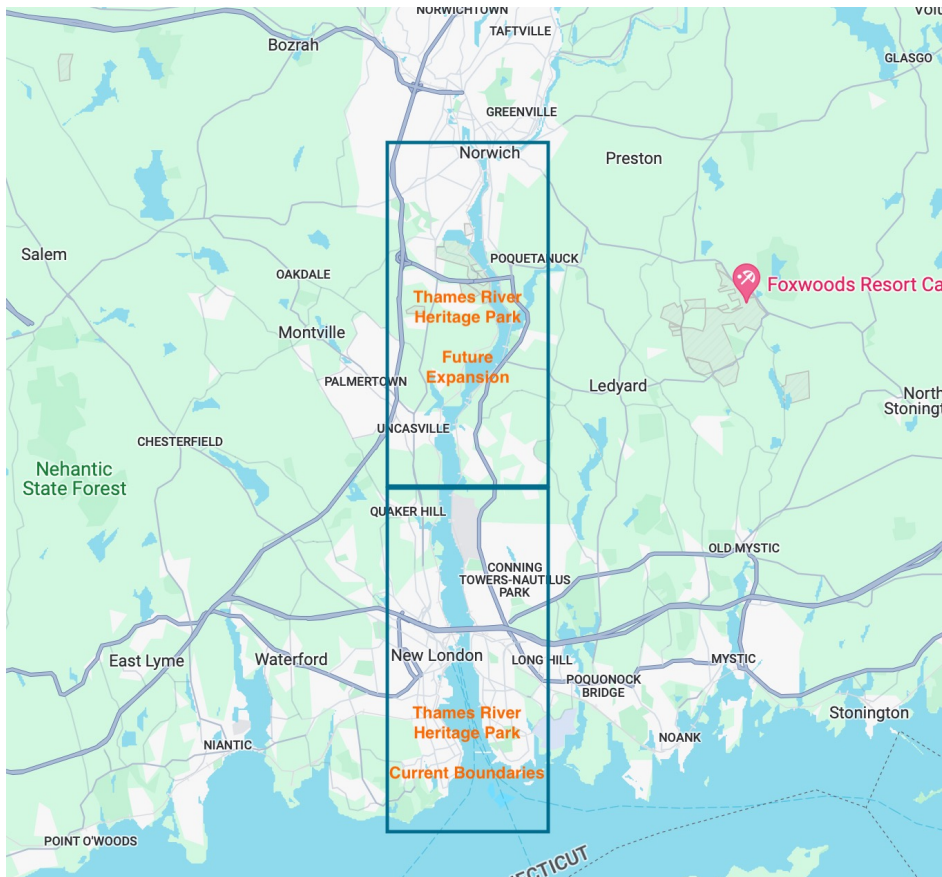 NORWICHTOWN
VOLU
TAFTVILLE
Bozrah
GLASGO
GREENVILLE
Norwich
Preston
Salem
POQUETANUCK
OAKDALE
Foxwoods Resort Ca
Thames River
Heritage Park
Montville
Future
Expansion
PALMERTOWN
Ledyard
North
Stonington
UNCASVILLE
CHESTERFIELD
Nehantic
State Forest
QUAKER HILL
OLD MYSTIC
CONNING
TOWERS-NAUTILUS
PARK
New London
East Lyme
Waterford
LONG HILL
MYSTIC
POQUONOCK
BRIDGE
Thames River
Heritage Park
Stonington
NIANTIC
NOANK
Current Boundaries
POINT O'WOODS
NECTICUT